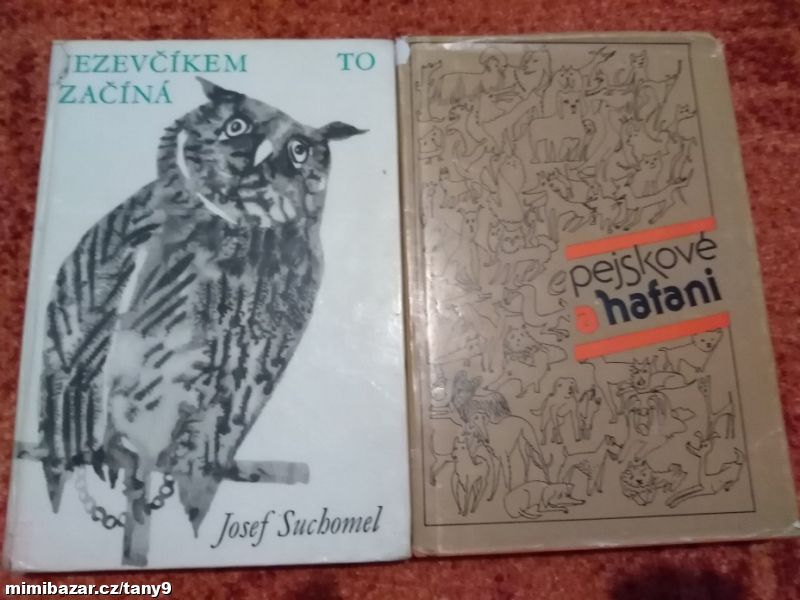 JEZEVČÍKEM TO
ZAČÍNÁ
Josef Suchomel
pejskové
a hafani
mimibazar.cz/tany9